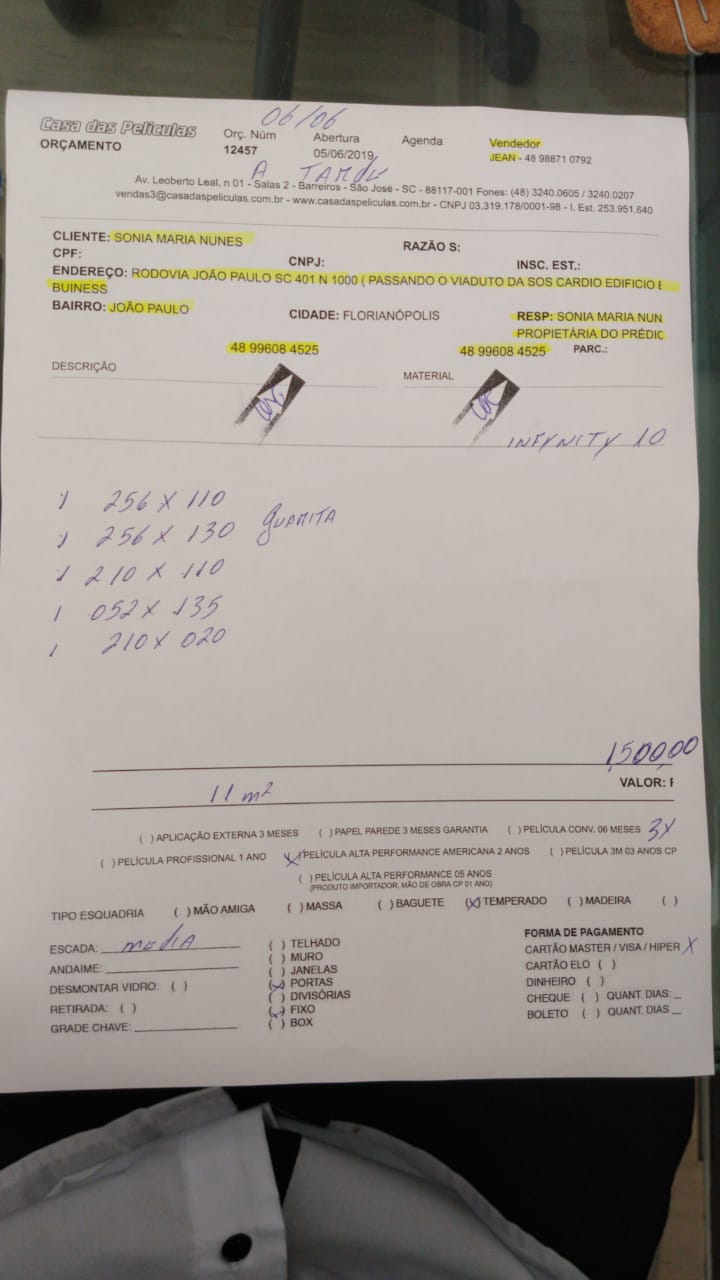 06/06
Casa das Películas
ORÇAMENTO
Orç. Núm
12457
Abertura
05/06/2019
Agenda
Vendedor
JEAN - 48 98871 0792
A TARDE
Av. Leoberto Leal, n 01 - Salas 2 - Barreiros - São José - SC - 88117-001 Fones: (48) 3240.0605 / 3240.0207
vendas3@casadaspeliculas.com.br - www.casadaspeliculas.com.br - CNPJ 03.319.178/0001-98 - I. Est. 253.951.640
CLIENTE: SONIA MARIA NUNES
RAZÃO S:
CPF:
CNPJ:
INSC. EST.:
ENDEREÇO: RODOVIA JOÃO PAULO SC 401 N 1000 ( PASSANDO O VIADUTO DA SOS CARDIO EDIFICIO
BUINESS
BAIRRO: JOÃO PAULO
CIDADE: FLORIANÓPOLIS
RESP: SONIA MARIA NUN
PROPIETÁRIA DO PRÉDIO
48 99608 4525
48 99608 4525
PARC.:
DESCRIÇÃO
MATERIAL
INFYNITY 10
1 256 X 110
1 256 X 130 GUARITA
1 210 X 110
1 052 X 135
1 210 X 020
1,500,00
11 m²
VALOR:
( ) APLICAÇÃO EXTERNA 3 MESES ( ) PAPEL PAREDE 3 MESES GARANTIA ( ) PELÍCULA CONV. 06 MESES 3X
( ) PELÍCULA PROFISSIONAL 1 ANO (X) PELÍCULA ALTA PERFORMANCE AMERICANA 2 ANOS ( ) PELÍCULA 3M 03 ANOS CP
( ) PELÍCULA ALTA PERFORMANCE 05 ANOS
(PRODUTO IMPORTADOR. MÃO DE OBRA CP 01 ANO)
TIPO ESQUADRIA ( ) MÃO AMIGA ( ) MASSA ( ) BAGUETE (X) TEMPERADO ( ) MADEIRA ( )
ESCADA: MEDIA
ANDAIME:
DESMONTAR VIDRO: ( )
RETIRADA: ( )
GRADE CHAVE:
( ) TELHADO
( ) MURO
( ) JANELAS
(X) PORTAS
( ) DIVISÓRIAS
(X) FIXO
( ) BOX
FORMA DE PAGAMENTO
CARTÃO MASTER / VISA / HIPER X
CARTÃO ELO ( )
DINHEIRO ( )
CHEQUE ( ) QUANT. DIAS: _
BOLETO ( ) QUANT. DIAS _